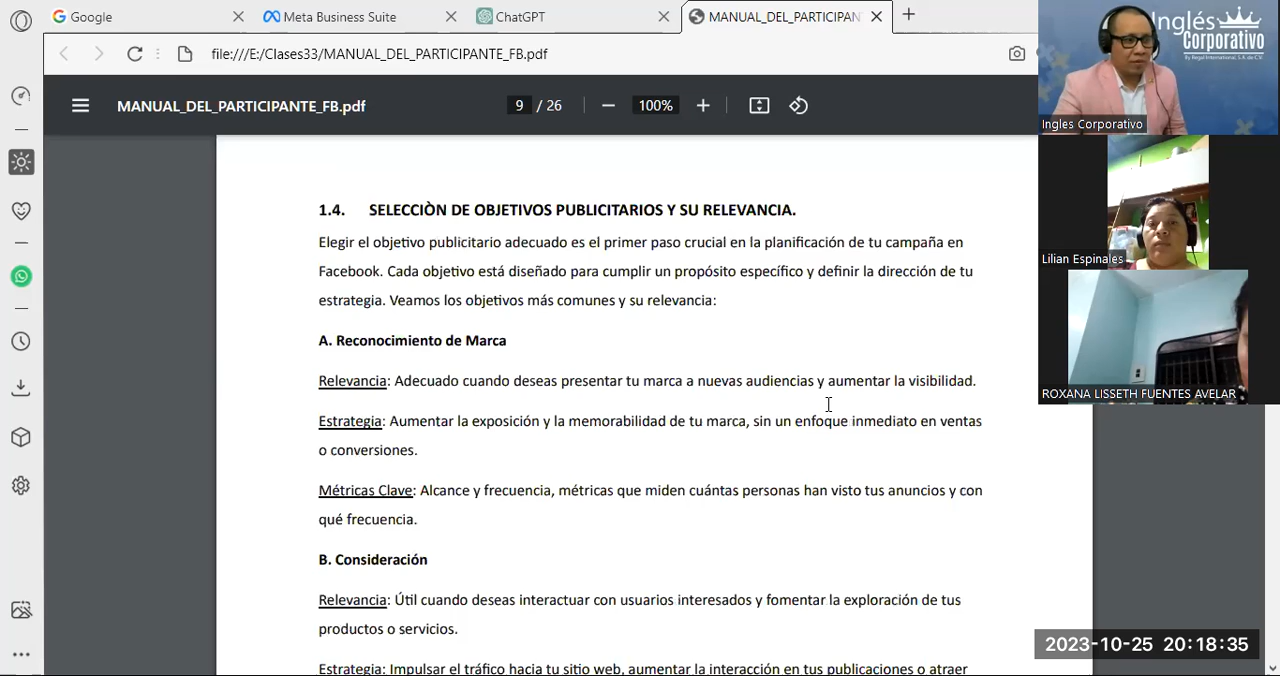 Google
Meta Business Suite
ChatGPT
MANUAL_DEL_PARTICIPAN
file:///E:/Clases33/MANUAL_DEL_PARTICIPANTE_FB.pdf
MANUAL_DEL_PARTICIPANTE_FB.pdf
9 / 26
100%
Inglés
Corporativo
By Regal International, S.A. de C.V.
Ingles Corporativo
Lilian Espinales
ROXANA LISSETH FUENTES AVELAR
1.4. SELECCIÒN DE OBJETIVOS PUBLICITARIOS Y SU RELEVANCIA.
Elegir el objetivo publicitario adecuado es el primer paso crucial en la planificación de tu campaña en
Facebook. Cada objetivo está diseñado para cumplir un propósito específico y definir la dirección de tu
estrategia. Veamos los objetivos más comunes y su relevancia:
A. Reconocimiento de Marca
Relevancia: Adecuado cuando deseas presentar tu marca a nuevas audiencias y aumentar la visibilidad.
Estrategia: Aumentar la exposición y la memorabilidad de tu marca, sin un enfoque inmediato en ventas
o conversiones.
Métricas Clave: Alcance y frecuencia, métricas que miden cuántas personas han visto tus anuncios y con
qué frecuencia.
B. Consideración
Relevancia: Útil cuando deseas interactuar con usuarios interesados y fomentar la exploración de tus
productos o servicios.
Estrategia: Impulsar el tráfico hacia tu sitio web, aumentar la interacción en tus publicaciones o atraer
2023-10-25 20:18:35